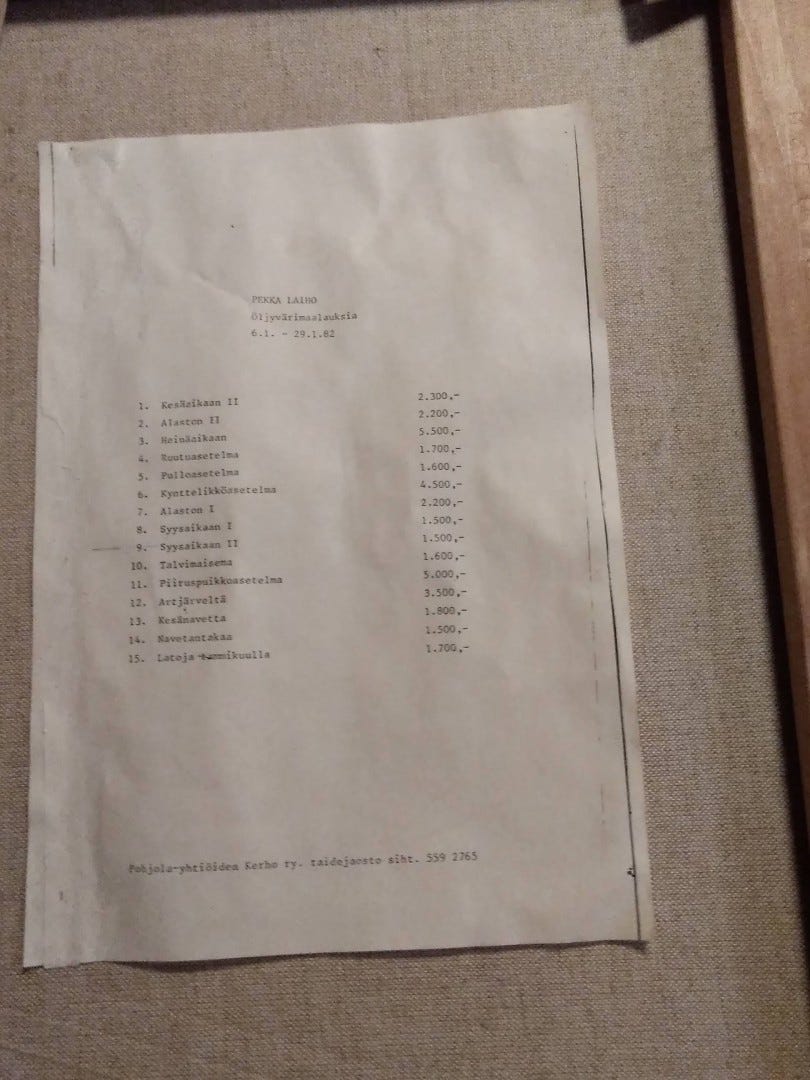 PEKKA LAIHO
Öljyvärimaalauksia
6.1. - 29.1.82
1. Kesäaikaan II 2.300,-
2. Alaston II 2.200,-
3. Heinäaikaan 5.500,-
4. Ruutuasetelma 1.700,-
5. Pulloasetelma 1.600,-
6. Kynttelikköasetelma 4.500,-
7. Alaston I 2.200,-
8. Syysaikaan I 1.500,-
9. Syysaikaan II 1.500,-
10. Talvimaisema 1.600,-
11. Piiruspuikkoasetelma 5.000,-
12. Artjärveltä 3.500,-
13. Kesänavetta 1.800,-
14. Navetantakaa 1.500,-
15. Latoja tammikuulla 1.700,-
Pohjola-yhtiöiden Kerho ry. taidejaosto siht. 559 2765